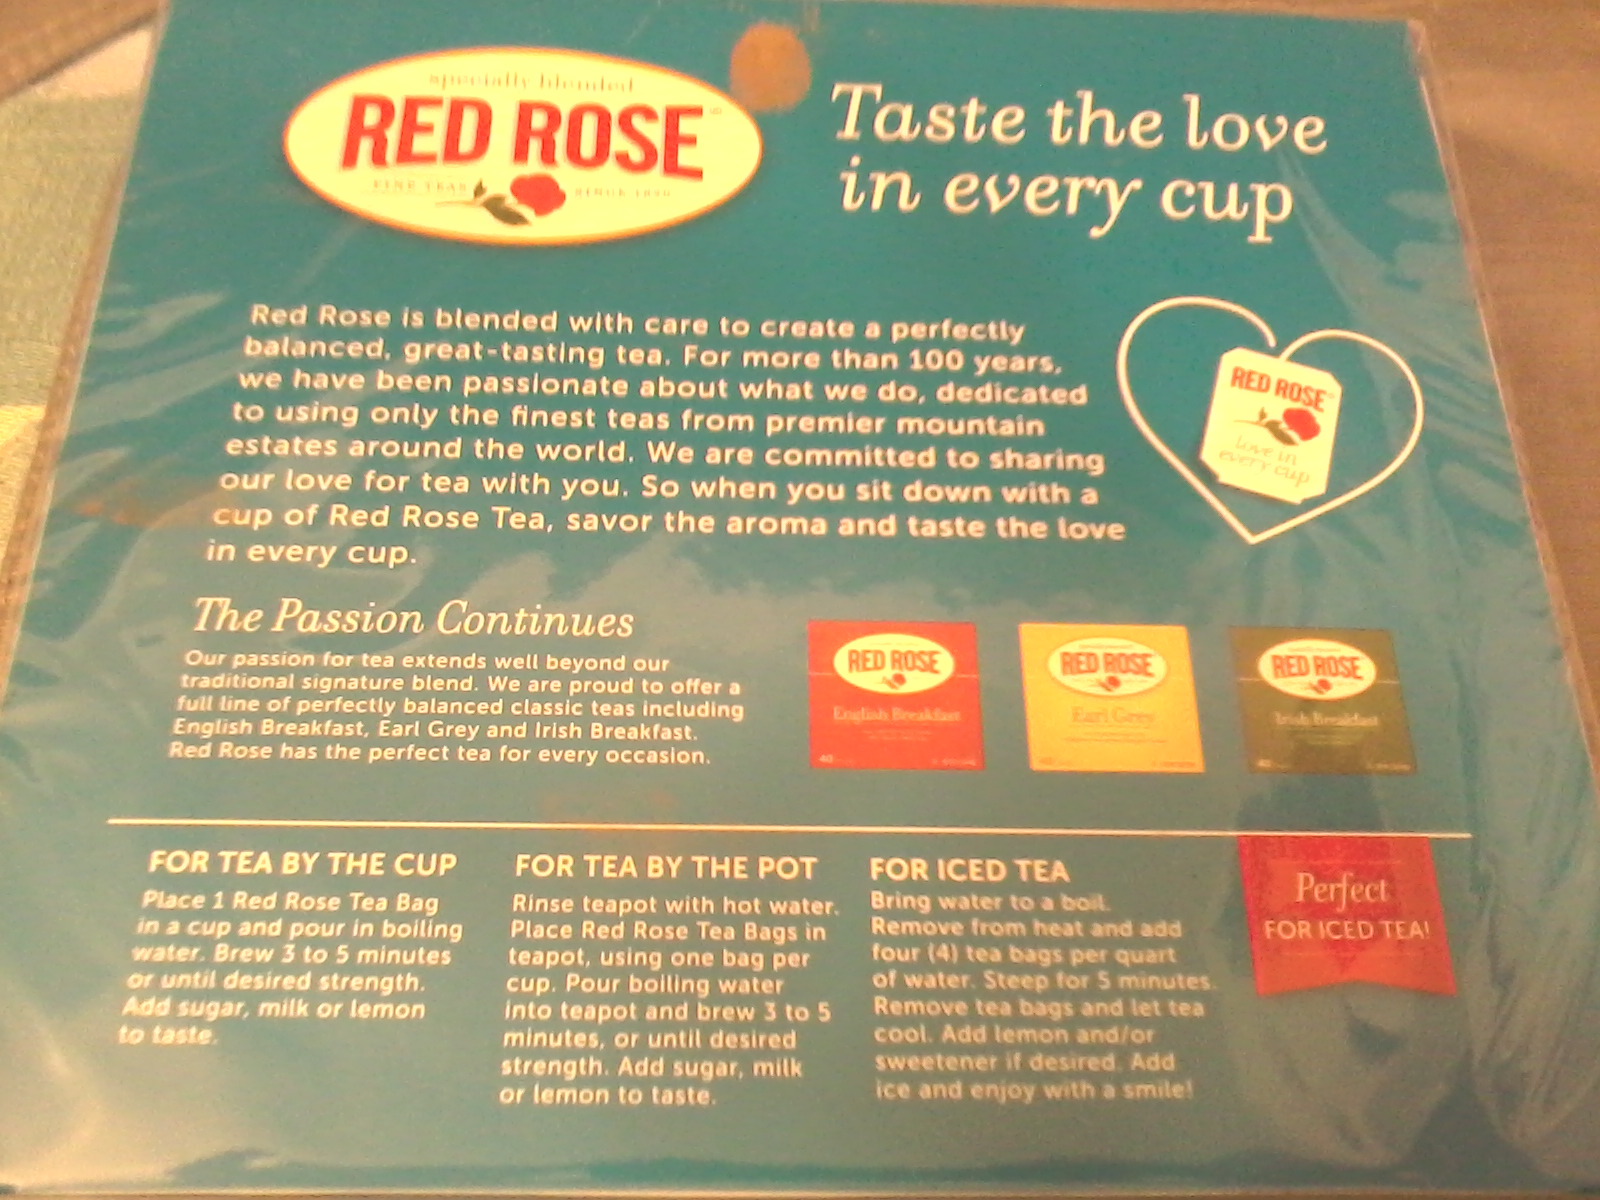 specially blended
RED ROSE
FINE TEAS SINCE 1890
Taste the love
in every cup
Red Rose is blended with care to create a perfectly
balanced, great-tasting tea. For more than 100 years,
we have been passionate about what we do, dedicated
to using only the finest teas from premier mountain
estates around the world. We are committed to sharing
our love for tea with you. So when you sit down with a
cup of Red Rose Tea, savor the aroma and taste the love
in every cup.
RED ROSE
love in
every cup
The Passion Continues
Our passion for tea extends well beyond our
traditional signature blend. We are proud to offer a
full line of perfectly balanced classic teas including
English Breakfast, Earl Grey and Irish Breakfast.
Red Rose has the perfect tea for every occasion.
RED ROSE
English Breakfast
40
RED ROSE
Earl Grey
40
RED ROSE
Irish Breakfast
40
FOR TEA BY THE CUP
Place 1 Red Rose Tea Bag
in a cup and pour in boiling
water. Brew 3 to 5 minutes
or until desired strength.
Add sugar, milk or lemon
to taste.
FOR TEA BY THE POT
Rinse teapot with hot water.
Place Red Rose Tea Bags in
teapot, using one bag per
cup. Pour boiling water
into teapot and brew 3 to 5
minutes, or until desired
strength. Add sugar, milk
or lemon to taste.
FOR ICED TEA
Bring water to a boil.
Remove from heat and add
four (4) tea bags per quart
of water. Steep for 5 minutes.
Remove tea bags and let tea
cool. Add lemon and/or
sweetener if desired. Add
ice and enjoy with a smile!
Perfect
FOR ICED TEA!